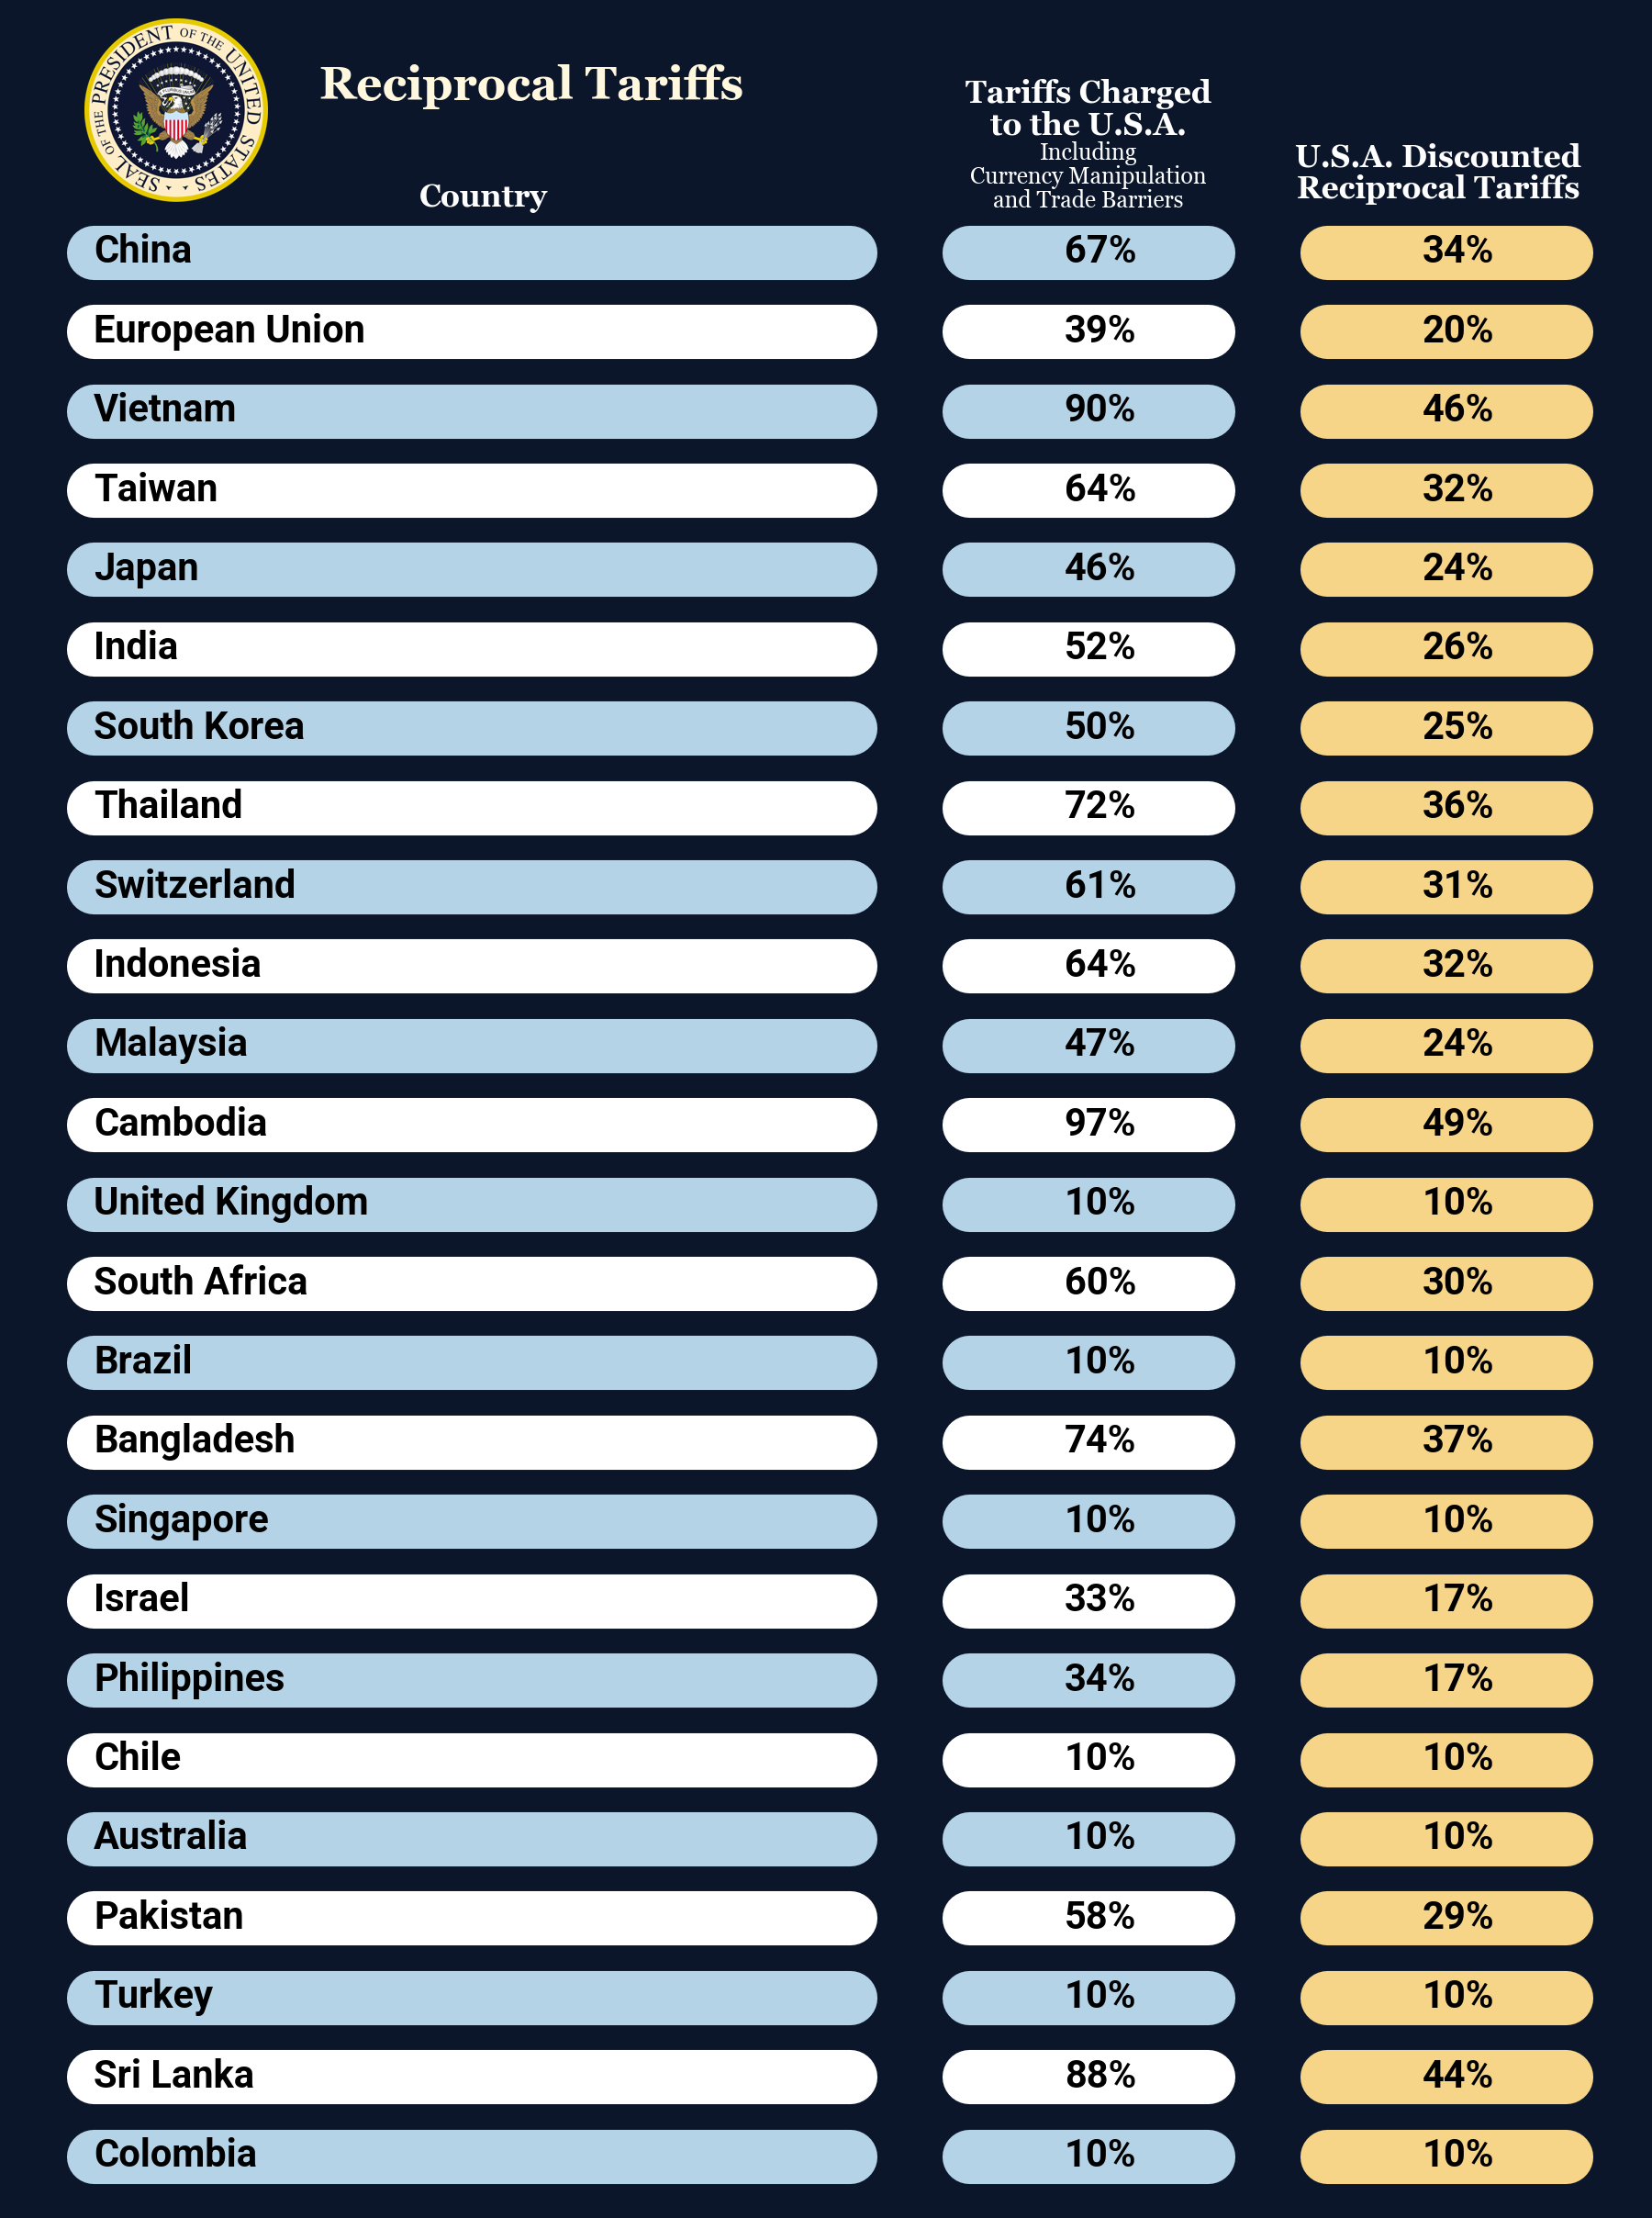 SEAL OF THE PRESIDENT OF THE UNITED STATES
Reciprocal Tariffs
Country
Tariffs Charged
to the U.S.A.
Including
Currency Manipulation
and Trade Barriers
U.S.A. Discounted
Reciprocal Tariffs
China 67% 34%
European Union 39% 20%
Vietnam 90% 46%
Taiwan 64% 32%
Japan 46% 24%
India 52% 26%
South Korea 50% 25%
Thailand 72% 36%
Switzerland 61% 31%
Indonesia 64% 32%
Malaysia 47% 24%
Cambodia 97% 49%
United Kingdom 10% 10%
South Africa 60% 30%
Brazil 10% 10%
Bangladesh 74% 37%
Singapore 10% 10%
Israel 33% 17%
Philippines 34% 17%
Chile 10% 10%
Australia 10% 10%
Pakistan 58% 29%
Turkey 10% 10%
Sri Lanka 88% 44%
Colombia 10% 10%